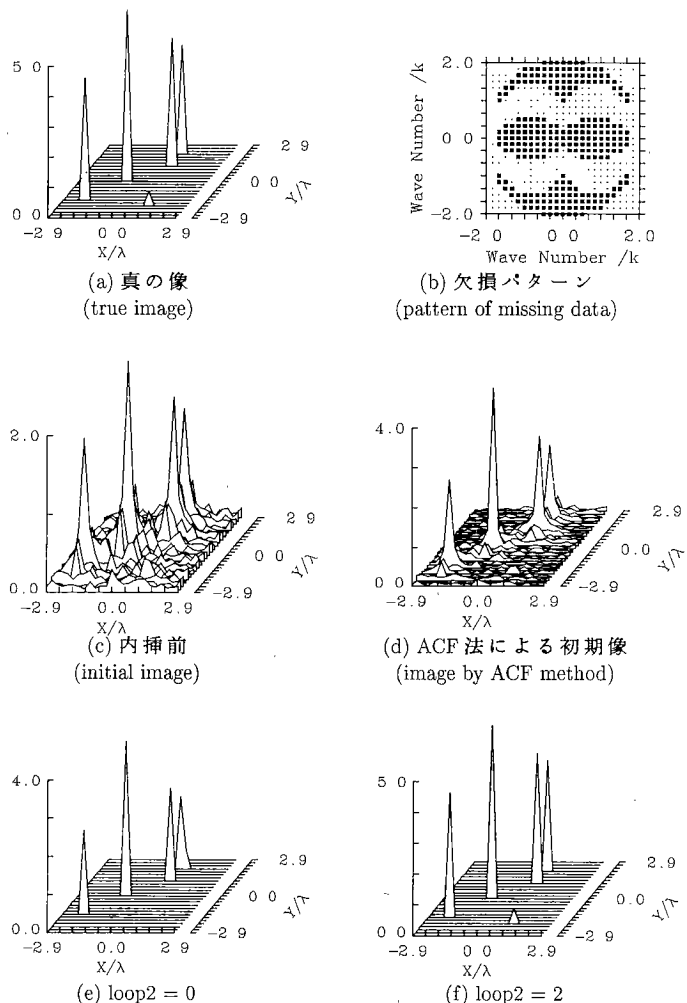 5 0
0 0
-2 9
0 0
2 9
X/λ
-2 9
0 0
2 9
Y/λ
(a) 真の像
(true image)
2.0
0 0
-2.0
Wave Number /k
-2 0
0 0
2.0
Wave Number /k
(b) 欠損パターン
(pattern of missing data)
2.0
0.0
-2.9
0.0
2.9
X/λ
-2.9
0 0
2 9
Y/λ
(c) 内挿前
(initial image)
4.0
0 0
-2.9
0.0
2.9
X/λ
-2.9
0 0
2.9
Y/λ
(d) ACF法による初期像
(image by ACF method)
4.0
0.0
-2.9
0.0
2.9
X/λ
-2 9
0 0
2.9
Y/λ
(e) loop2 = 0
5 0
0.0
-2.9
0.0
2.9
X/λ
-2 9
0 0
2 9
Y/λ
(f) loop2 = 2